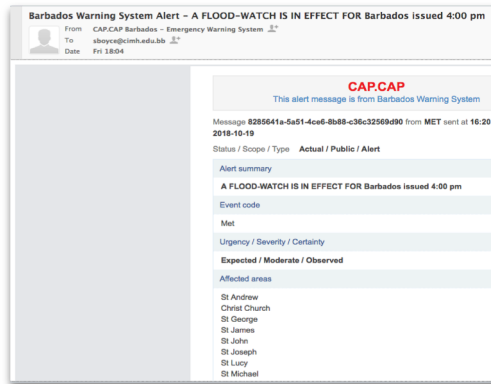 Barbados Warning System Alert – A FLOOD-WATCH IS IN EFFECT FOR Barbados issued 4:00 pm
From CAP.CAP Barbados – Emergency Warning System
To sboyce@cimh.edu.bb
Date Fri 18:04
CAP.CAP
This alert message is from Barbados Warning System
Message 8285641a-5a51-4ce6-8b88-c36c32569d90 from MET sent at 16:20
2018-10-19
Status / Scope / Type Actual / Public / Alert
Alert summary
A FLOOD-WATCH IS IN EFFECT FOR Barbados issued 4:00 pm
Event code
Met
Urgency / Severity / Certainty
Expected / Moderate / Observed
Affected areas
St Andrew
Christ Church
St George
St James
St John
St Joseph
St Lucy
St Michael